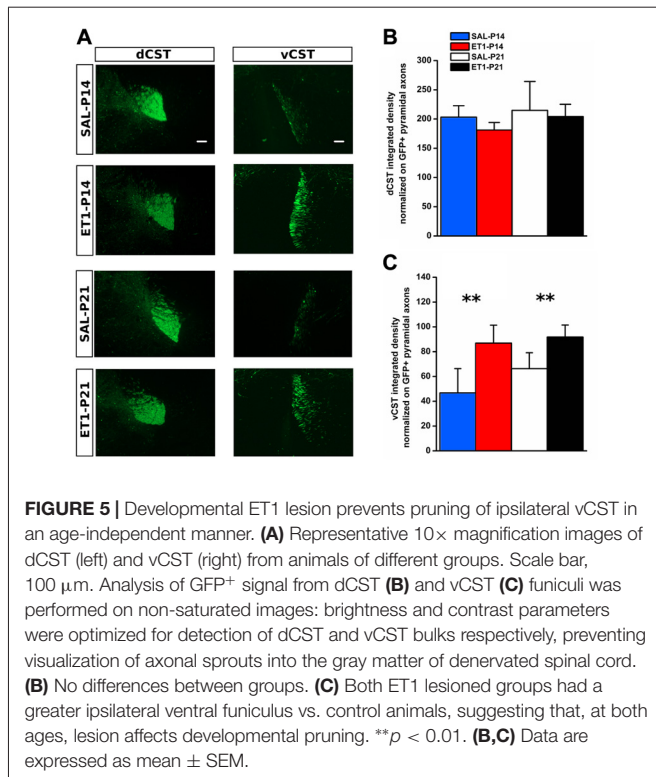 A
dCST
vCST
SAL-P14
ET1-P14
SAL-P21
ET1-P21
B
SAL-P14
ET1-P14
SAL-P21
ET1-P21
dCST integrated density
normalized on GFP+ pyramidal axons
300
250
200
150
100
50
0
C
vCST integrated density
normalized on GFP+ pyramidal axons
140
120
100
80
60
40
20
0
**
**
FIGURE 5 | Developmental ET1 lesion prevents pruning of ipsilateral vCST in
an age-independent manner. (A) Representative 10× magnification images of
dCST (left) and vCST (right) from animals of different groups. Scale bar,
100 μm. Analysis of GFP⁺ signal from dCST (B) and vCST (C) funiculi was
performed on non-saturated images: brightness and contrast parameters
were optimized for detection of dCST and vCST bulks respectively, preventing
visualization of axonal sprouts into the gray matter of denervated spinal cord.
(B) No differences between groups. (C) Both ET1 lesioned groups had a
greater ipsilateral ventral funiculus vs. control animals, suggesting that, at both
ages, lesion affects developmental pruning. **p < 0.01. (B,C) Data are
expressed as mean ± SEM.